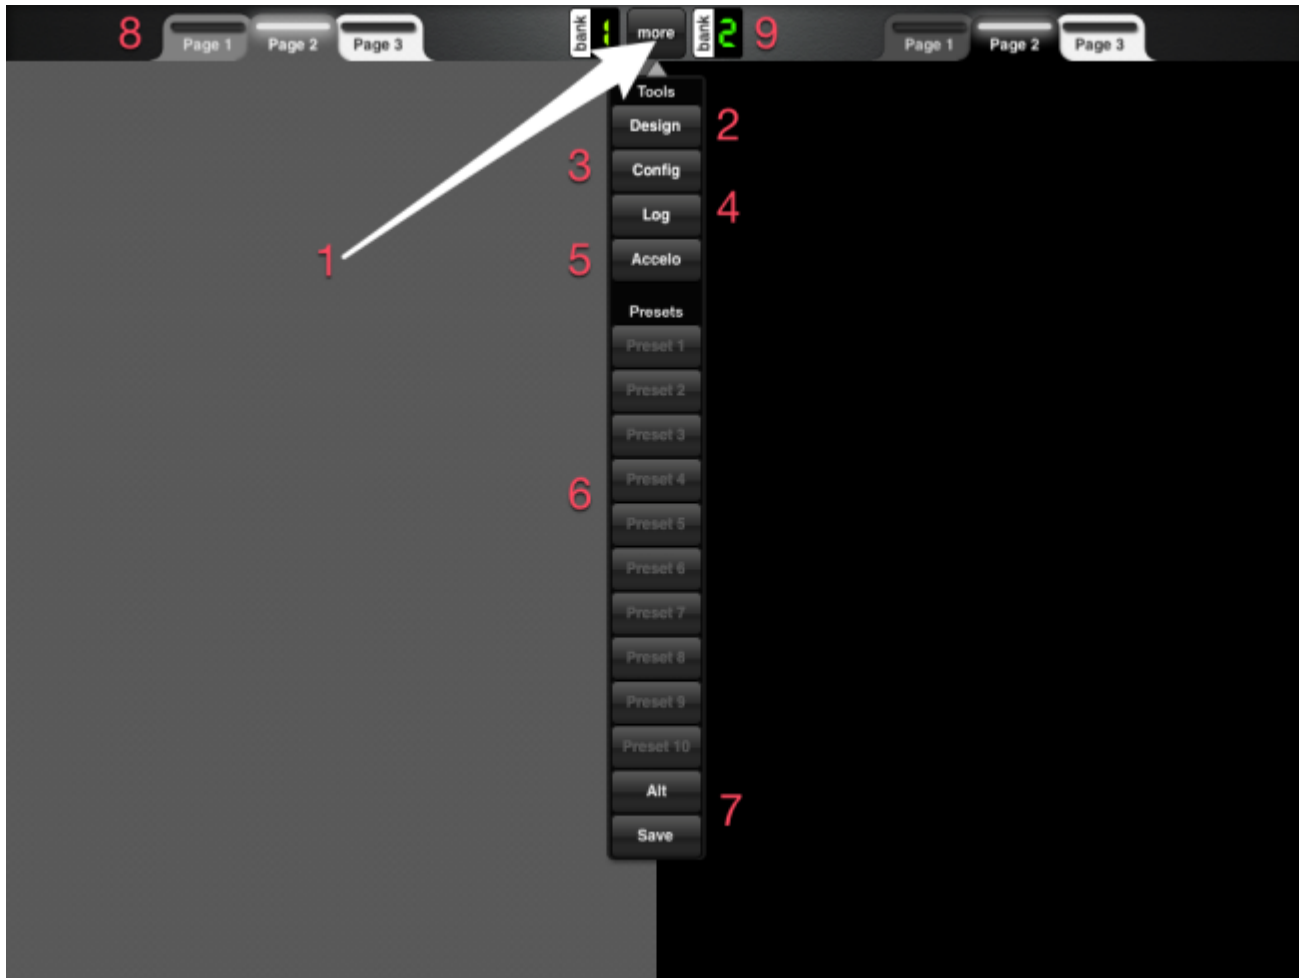 8 Page 1 Page 2 Page 3 bank 1 more bank 2 9 Page 1 Page 2 Page 3
Tools
Design 2
3 Config
Log 4
1 5 Accelo
Presets
Preset 1
Preset 2
Preset 3
Preset 4
6
Preset 5
Preset 6
Preset 7
Preset 8
Preset 9
Preset 10
Alt
7
Save